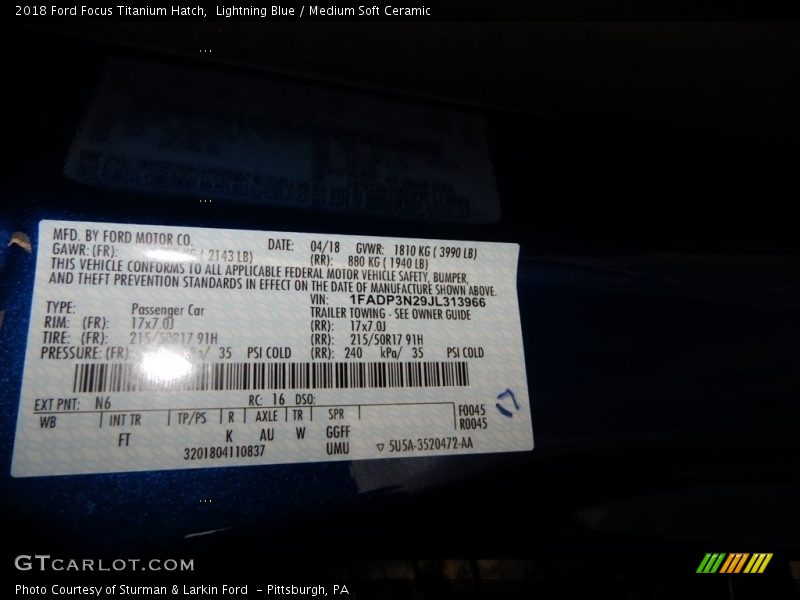 2018 Ford Focus Titanium Hatch,  Lightning Blue / Medium Soft Ceramic
MFD. BY FORD MOTOR CO.
DATE: 04/18 GVWR: 1810 KG ( 3990 LB)
GAWR: (FR): KG ( 2143 LB) (RR): 880 KG ( 1940 LB)
THIS VEHICLE CONFORMS TO ALL APPLICABLE FEDERAL MOTOR VEHICLE SAFETY, BUMPER,
AND THEFT PREVENTION STANDARDS IN EFFECT ON THE DATE OF MANUFACTURE SHOWN ABOVE.
VIN: 1FADP3N29JL313966
TYPE: Passenger Car TRAILER TOWING - SEE OWNER GUIDE
RIM: (FR): 17x7.0J (RR): 17x7.0J
TIRE: (FR): 215/50R17 91H (RR): 215/50R17 91H
PRESSURE: (FR): 35 PSI COLD (RR): 240 kPa/ 35 PSI COLD
EXT PNT: N6 RC: 16 DSO:
WB INT TR TP/PS R AXLE TR SPR F0045
R0045
FT K AU W GGFF
3201804110837 UMU ▽ 5U5A-3520472-AA
GTCARLOT.COM
Photo Courtesy of Sturman & Larkin Ford  - Pittsburgh, PA